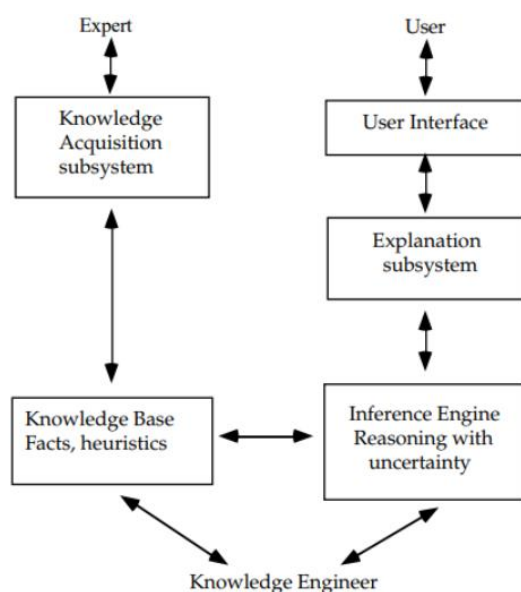 Expert
User
Knowledge
Acquisition
subsystem
User Interface
Explanation
subsystem
Knowledge Base
Facts, heuristics
Inference Engine
Reasoning with
uncertainty
Knowledge Engineer